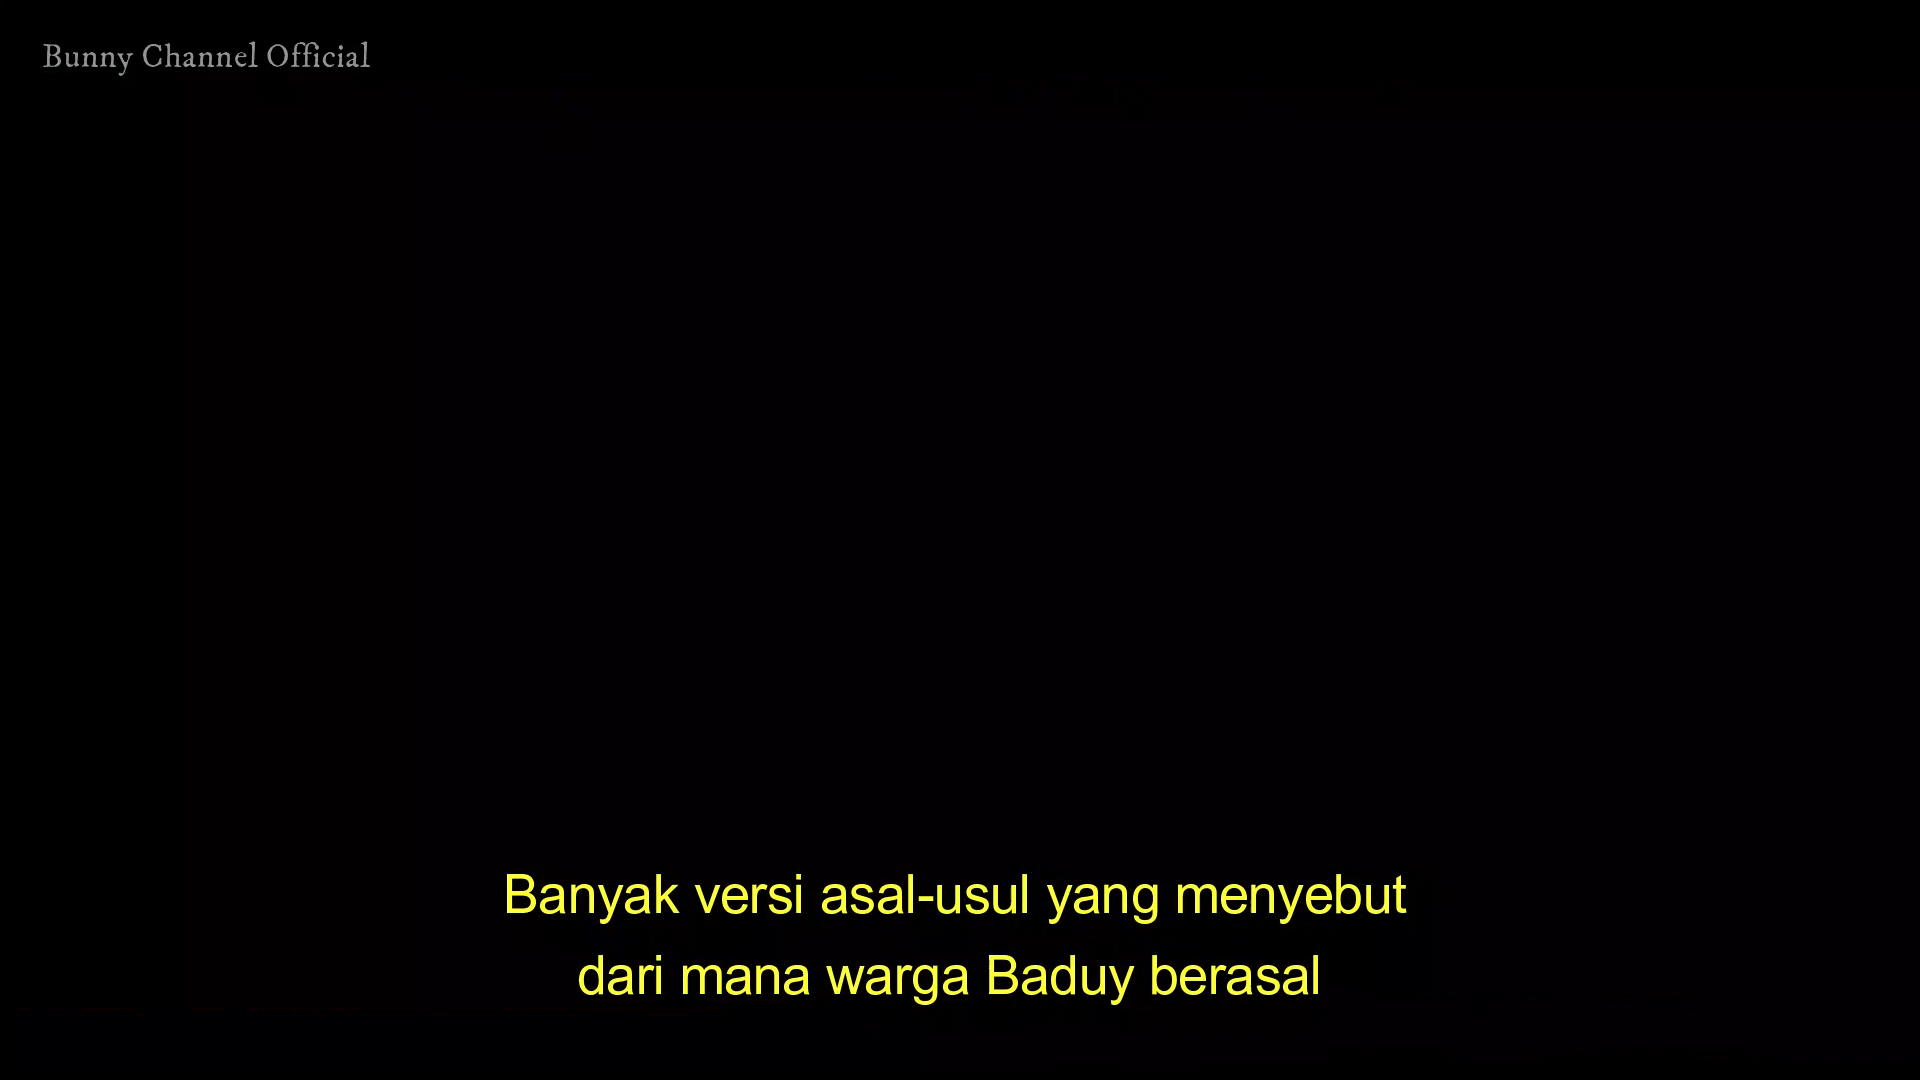 Bunny Channel Official
Banyak versi asal-usul yang menyebut
dari mana warga Baduy berasal